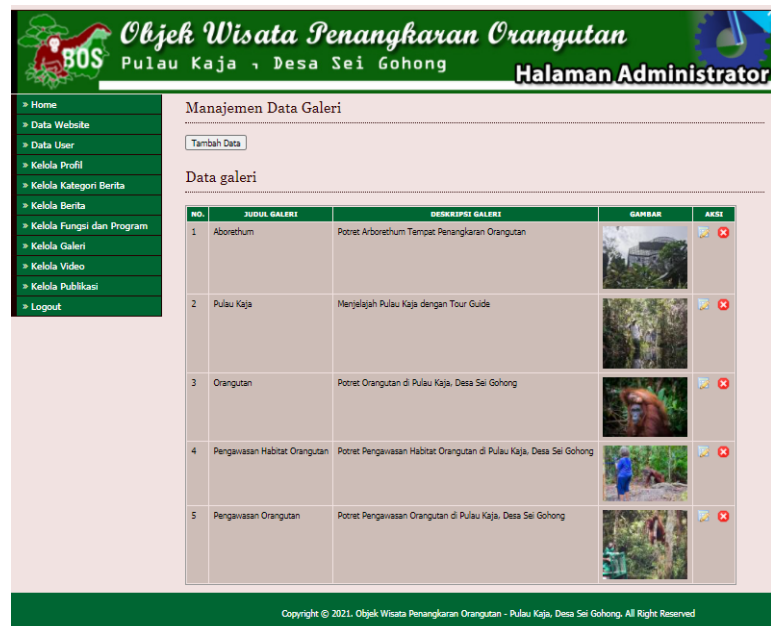 BOS
Objek Wisata Penangkaran Orangutan
Pulau Kaja , Desa Sei Gohong
Halaman Administrator
» Home
» Data Website
» Data User
» Kelola Profil
» Kelola Kategori Berita
» Kelola Berita
» Kelola Fungsi dan Program
» Kelola Galeri
» Kelola Video
» Kelola Publikasi
» Logout
Manajemen Data Galeri
Tambah Data
Data galeri
NO. JUDUL GALERI DESKRIPSI GALERI GAMBAR AKSI
1 Aborethum Potret Arborethum Tempat Penangkaran Orangutan
2 Pulau Kaja Menjelajah Pulau Kaja dengan Tour Guide
3 Orangutan Potret Orangutan di Pulau Kaja, Desa Sei Gohong
4 Pengawasan Habitat Orangutan Potret Pengawasan Habitat Orangutan di Pulau Kaja, Desa Sei Gohong
5 Pengawasan Orangutan Potret Pengawasan Orangutan di Pulau Kaja, Desa Sei Gohong
Copyright © 2021. Objek Wisata Penangkaran Orangutan - Pulau Kaja, Desa Sei Gohong. All Right Reserved